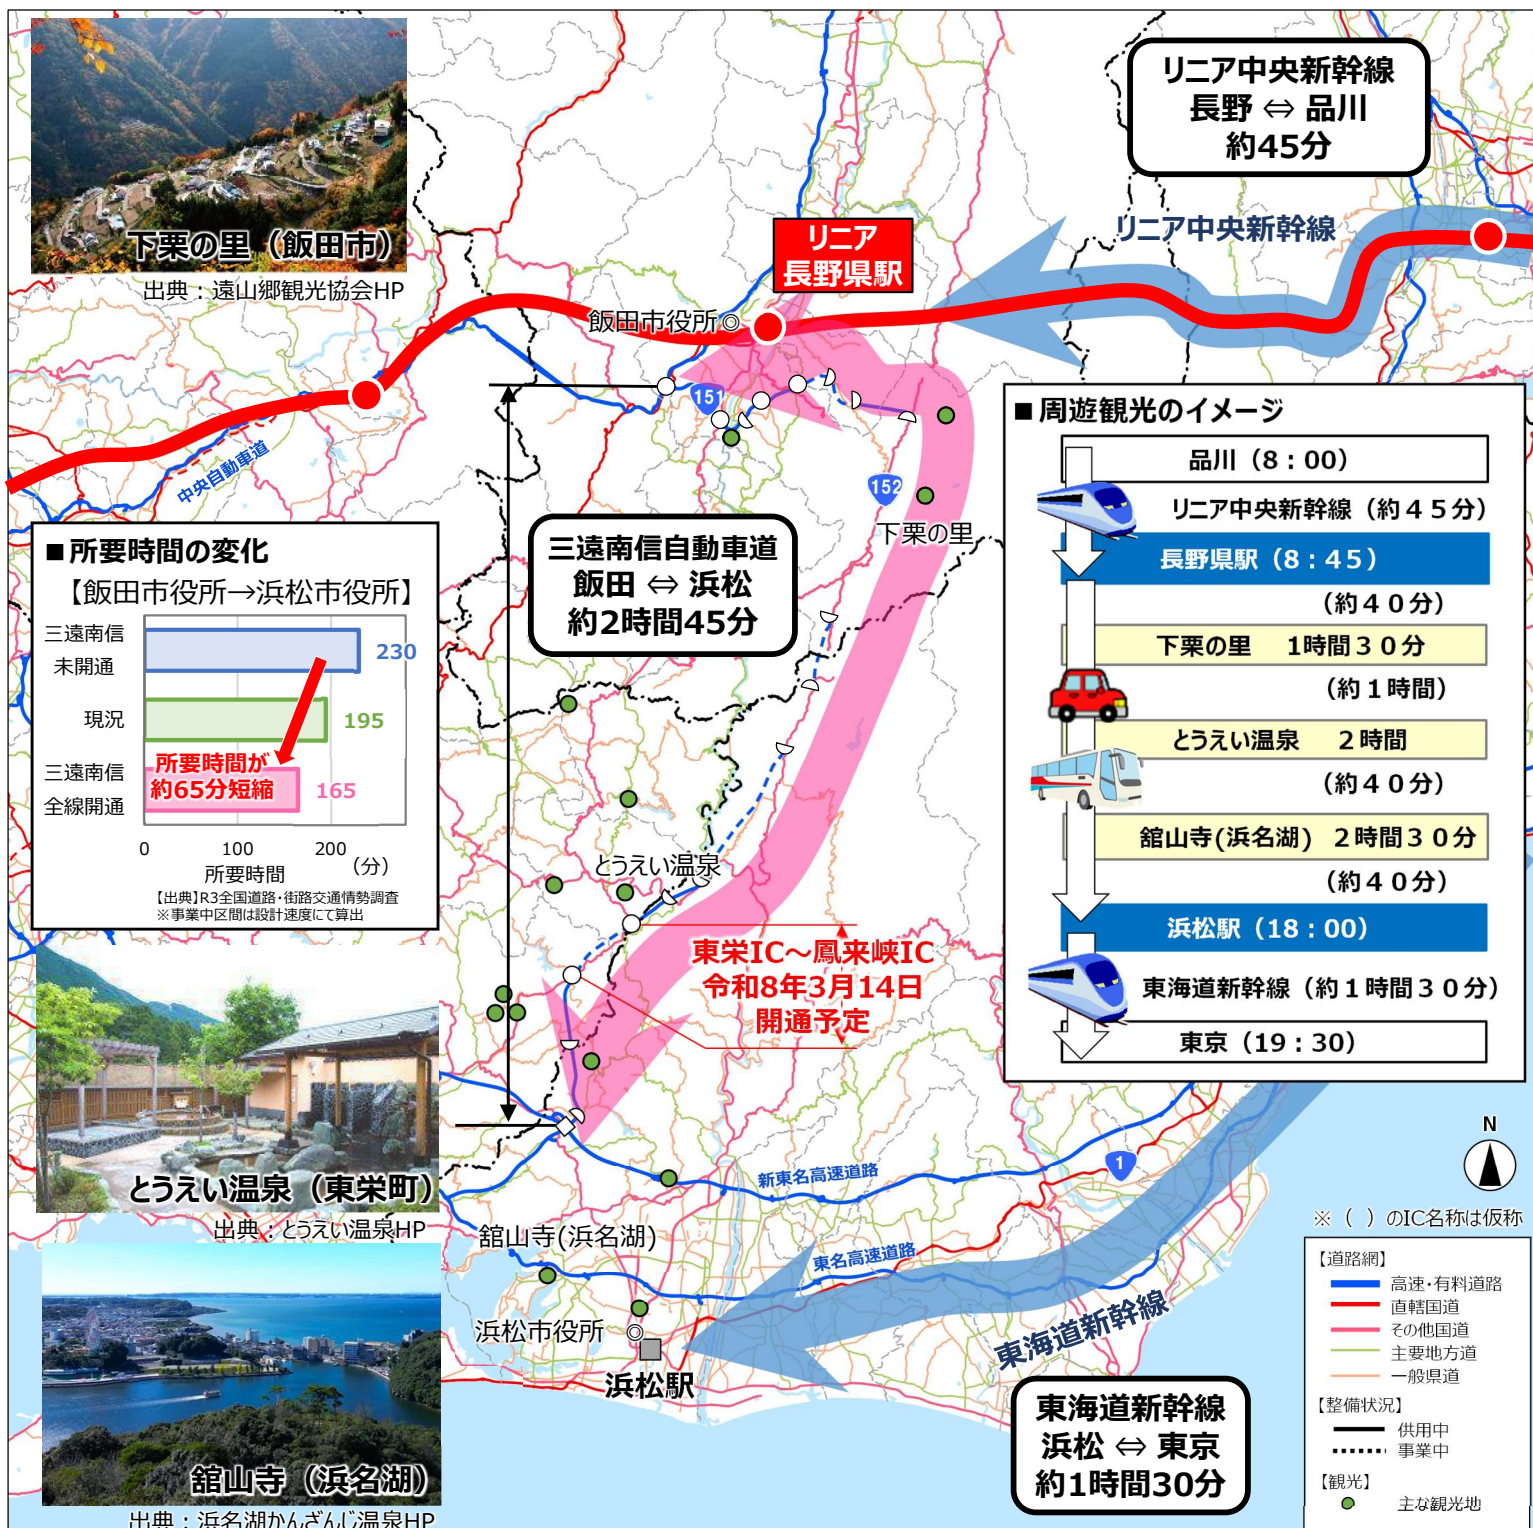 下栗の里（飯田市）
出典：遠山郷観光協会HP
リニア中央新幹線
長野 ⇔ 品川
約45分
リニア中央新幹線
リニア
長野県駅
飯田市役所◎
151
中央自動車道
152
下栗の里
■所要時間の変化
【飯田市役所→浜松市役所】
三遠南信
未開通
230
現況
195
三遠南信
全線開通
165
所要時間が
約65分短縮
0 100 200
所要時間
（分）
【出典】R3全国道路・街路交通情勢調査
※事業中区間は設計速度にて算出
三遠南信自動車道
飯田 ⇔ 浜松
約2時間45分
■周遊観光のイメージ
品川（8：00）
リニア中央新幹線（約４５分）
長野県駅（8：45）
（約４０分）
下栗の里 1時間３０分
（約１時間）
とうえい温泉 ２時間
（約４０分）
舘山寺(浜名湖) ２時間３０分
（約４０分）
浜松駅（18：00）
東海道新幹線（約１時間３０分）
東京（19：30）
とうえい温泉
東栄IC～鳳来峡IC
令和8年3月14日
開通予定
とうえい温泉（東栄町）
出典：とうえい温泉HP
新東名高速道路
1
舘山寺(浜名湖)
東名高速道路
浜松市役所 ◎
浜松駅
東海道新幹線
舘山寺（浜名湖）
出典：浜名湖かんざんじ温泉HP
東海道新幹線
浜松 ⇔ 東京
約1時間30分
N
※（ ）のIC名称は仮称
【道路網】
高速・有料道路
直轄国道
その他国道
主要地方道
一般県道
【整備状況】
供用中
事業中
【観光】
主な観光地